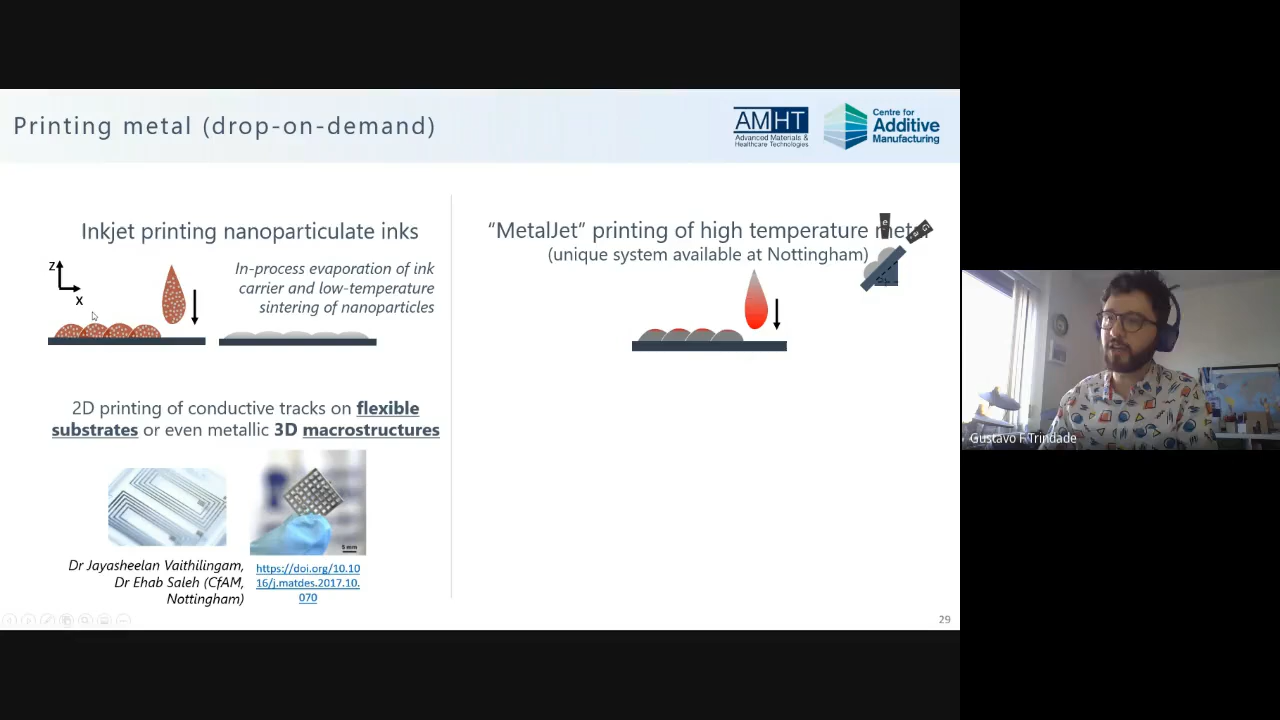 Printing metal (drop-on-demand)
AMHT
Advanced Materials &
Healthcare Technologies
Centre for
Additive
Manufacturing
Inkjet printing nanoparticulate inks
Z
X
In-process evaporation of ink
carrier and low-temperature
sintering of nanoparticles
2D printing of conductive tracks on flexible
substrates or even metallic 3D macrostructures
5 mm
Dr Jayasheelan Vaithilingam,
Dr Ehab Saleh (CfAM,
Nottingham)
https://doi.org/10.10
16/j.matdes.2017.10.
070
“MetalJet” printing of high temperature metal
(unique system available at Nottingham)
29
Gustavo F Trindade